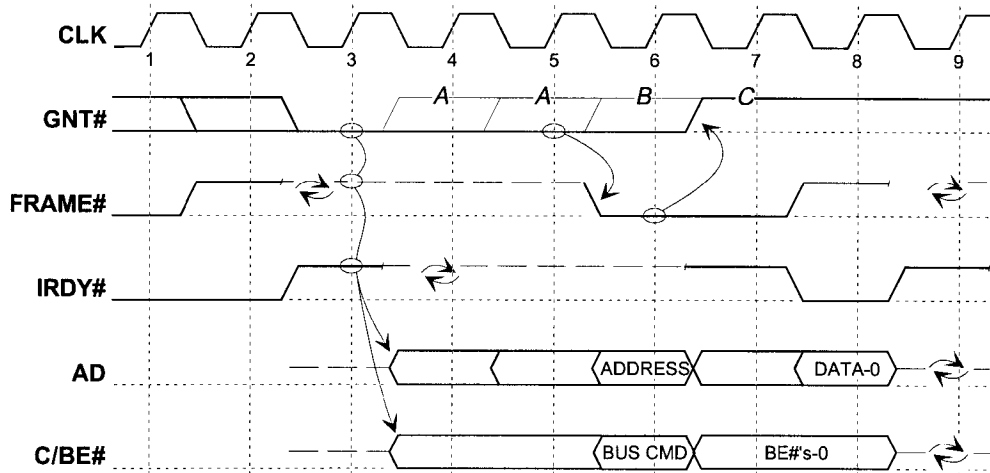 CLK
1 2 3 4 5 6 7 8 9
GNT# A A B C
FRAME#
IRDY#
AD ADDRESS DATA-0
C/BE# BUS CMD BE#'s-0